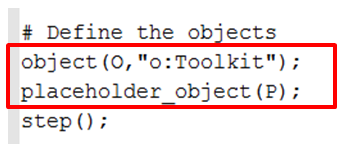 # Define the objects
object(O,"o:Toolkit");
placeholder_object(P);
step();